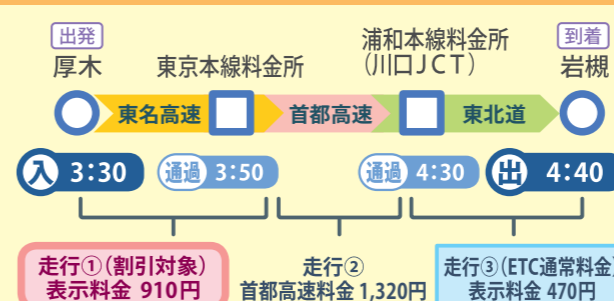 出発
厚木
東京本線料金所
浦和本線料金所
(川口JCT)
到着
岩槻
東名高速
首都高速
東北道
入 3:30
通過 3:50
通過 4:30
出 4:40
走行①(割引対象)
表示料金 910円
走行②
首都高速料金 1,320円
走行③(ETC通常料金)
表示料金 470円